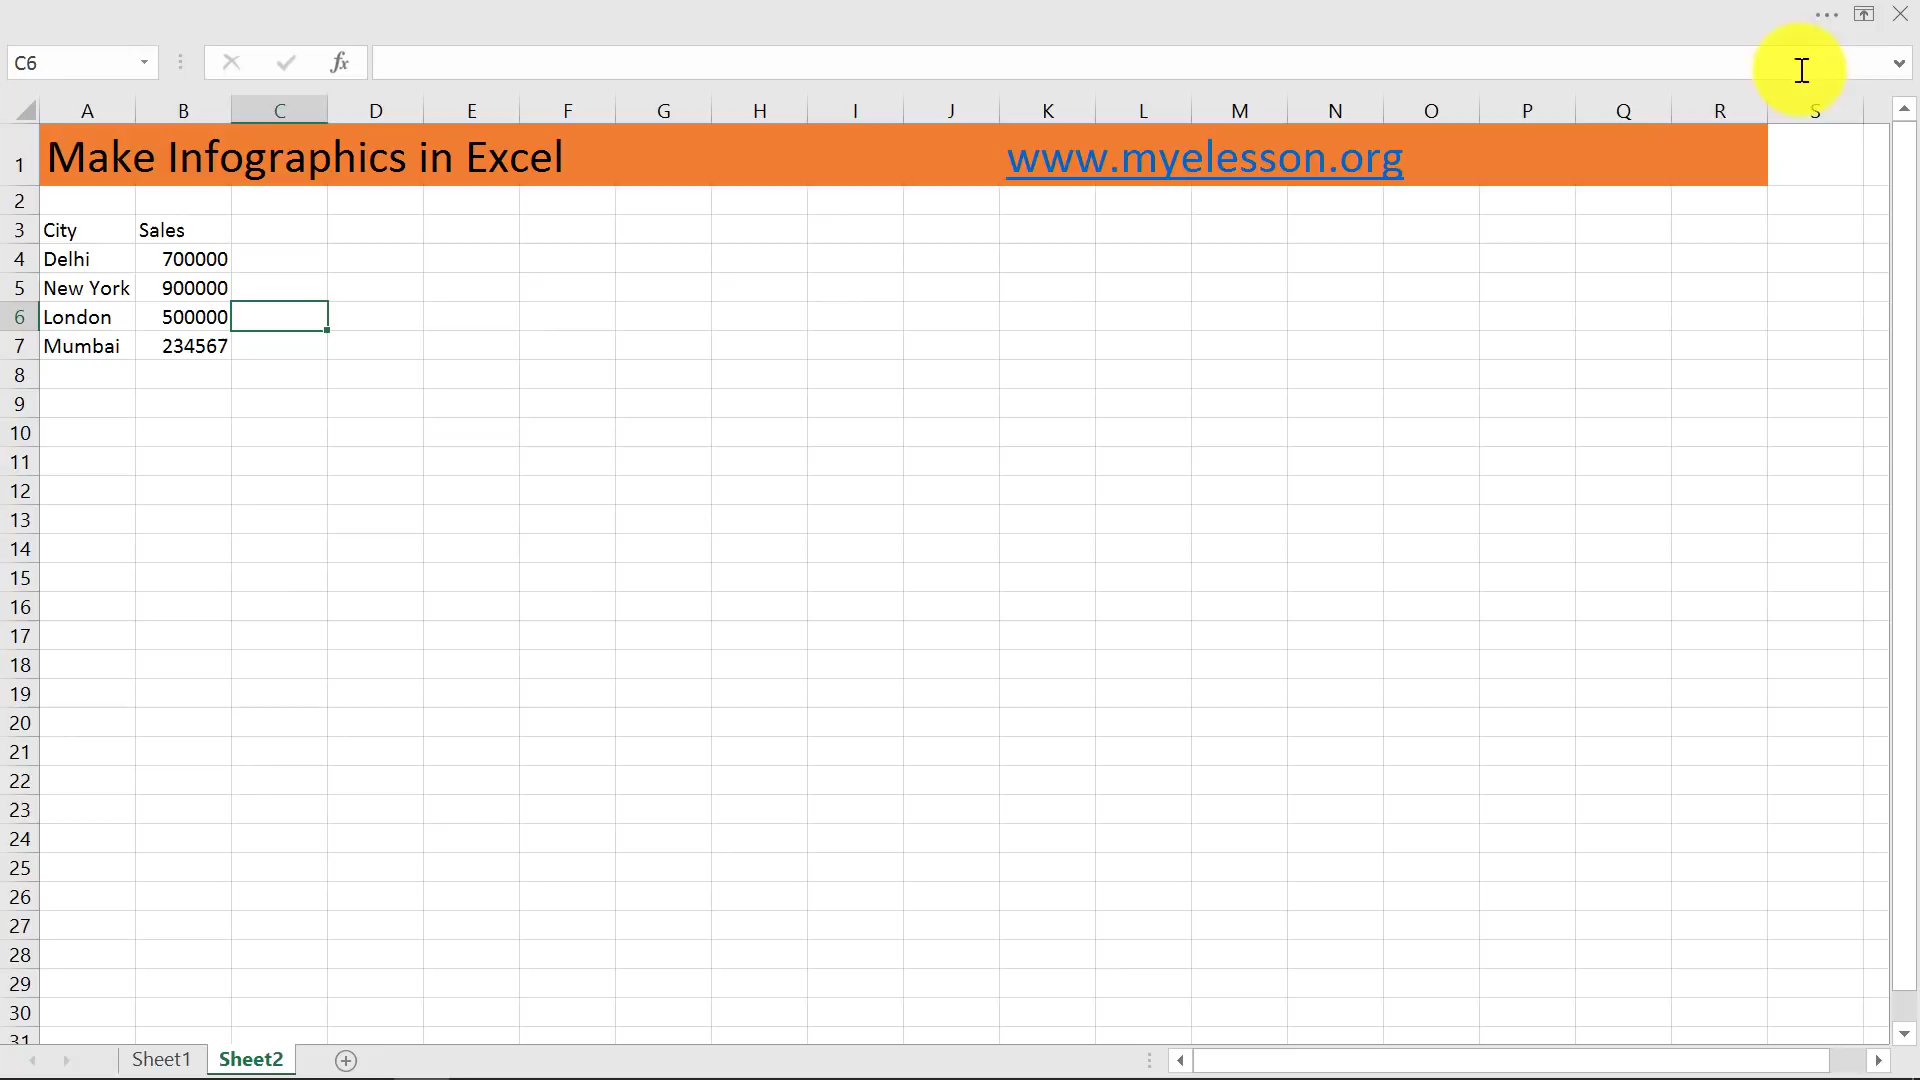 C6
fx
A B C D E F G H I J K L M N O P Q R S
1 Make Infographics in Excel www.myelesson.org
2
3 City Sales
4 Delhi 700000
5 New York 900000
6 London 500000
7 Mumbai 234567
8
9
10
11
12
13
14
15
16
17
18
19
20
21
22
23
24
25
26
27
28
29
30
31
Sheet1 Sheet2